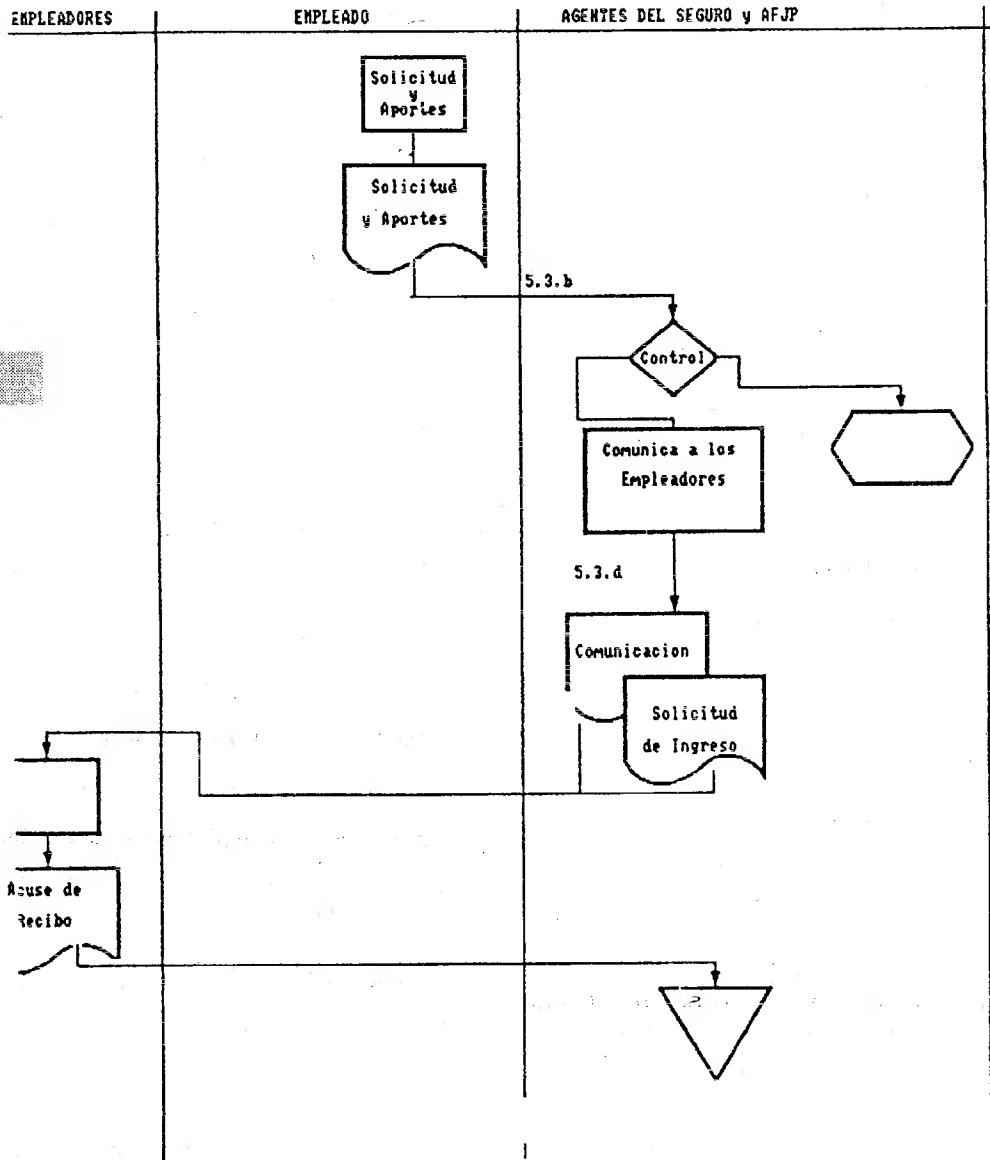 EMPLEADORES
EMPLEADO
AGENTES DEL SEGURO y AFJP
Solicitud
y
Aportes
Solicitud
y Aportes
5.3.b
Control
Comunica a los
Empleadores
5.3.d
Comunicacion
Solicitud
de Ingreso
Acuse de
Recibo